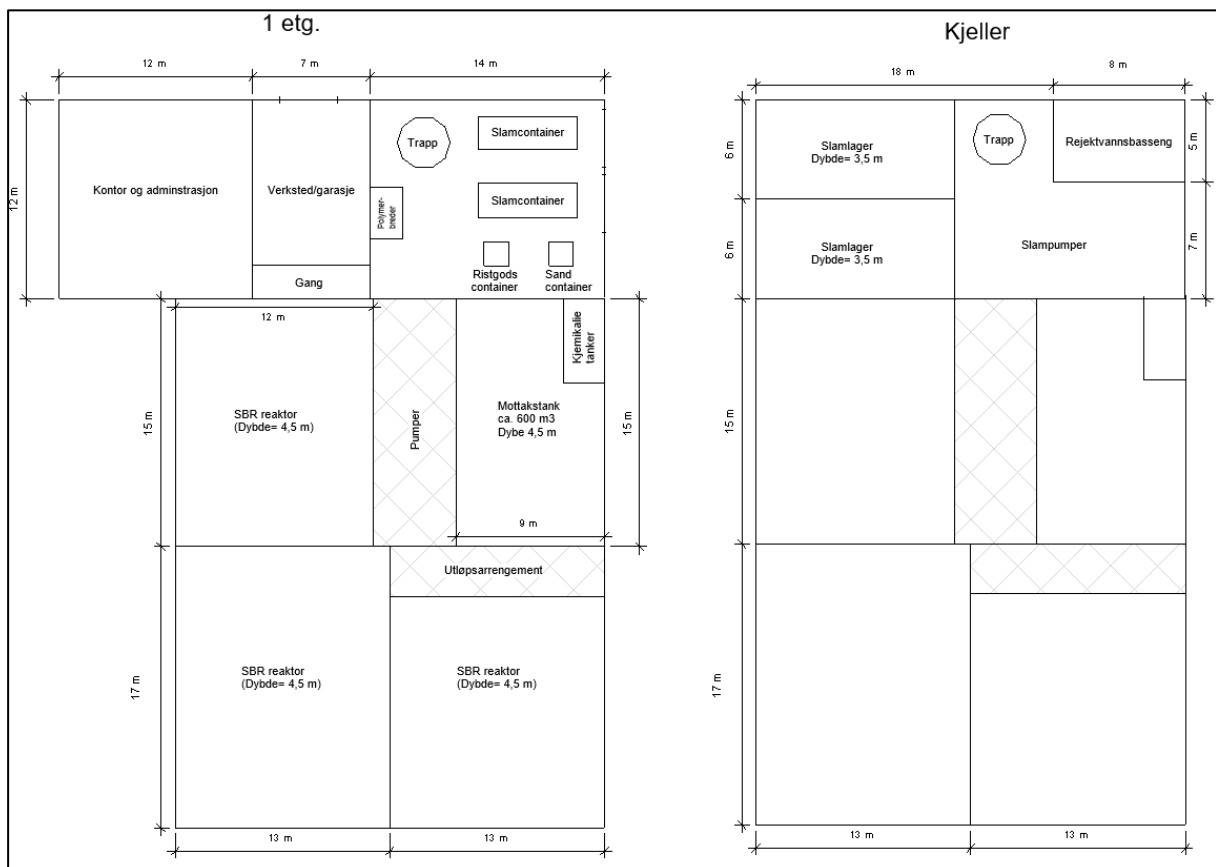 1 etg.
Kjeller
12 m
7 m
14 m
18 m
8 m
12 m
Kontor og adminstrasjon
Verksted/garasje
Gang
Trapp
Polymer-
breder
Slamcontainer
Slamcontainer
Ristgods
container
Sand
container
15 m
12 m
SBR reaktor
(Dybde= 4,5 m)
Pumper
Kjemikalie
tanker
Mottakstank
ca. 600 m3
Dybe 4,5 m
9 m
15 m
Utløpsarrengement
17 m
SBR reaktor
(Dybde= 4,5 m)
SBR reaktor
(Dybde= 4,5 m)
13 m
13 m
6 m
Slamlager
Dybde= 3,5 m
6 m
Slamlager
Dybde= 3,5 m
Trapp
Rejektvannsbasseng
5 m
Slampumper
7 m
15 m
17 m
13 m
13 m